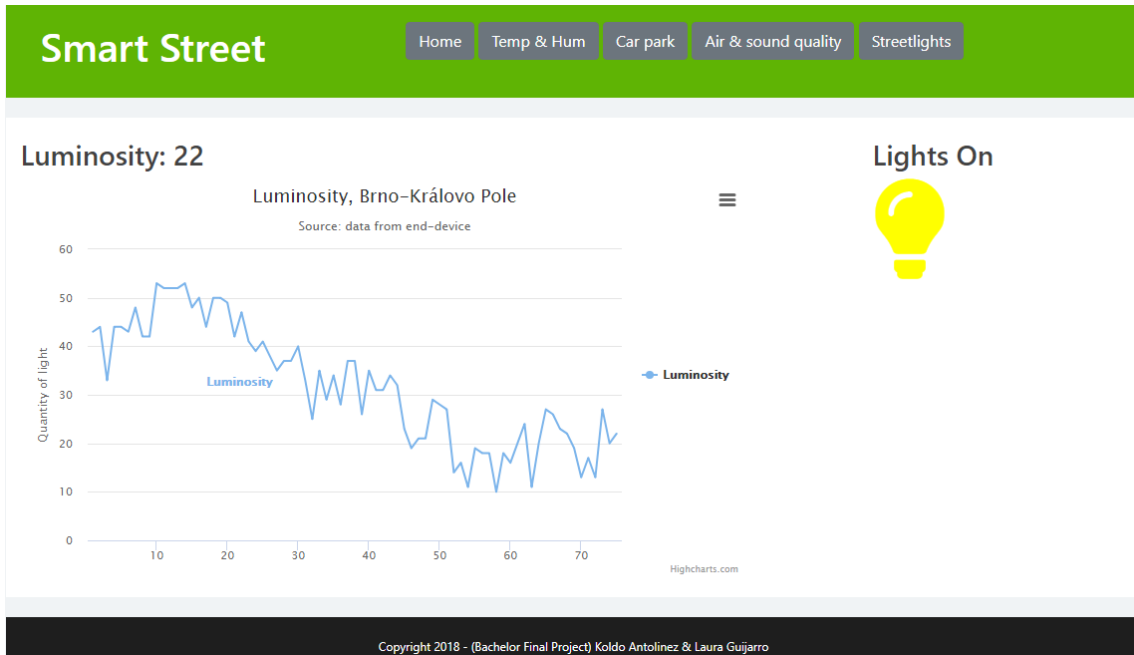 Smart Street
Home Temp & Hum Car park Air & sound quality Streetlights
Luminosity: 22
Lights On
Luminosity, Brno-Královo Pole
Source: data from end-device
Quantity of light
60
50
40
30
20
10
0
Luminosity
10 20 30 40 50 60 70
Luminosity
Highcharts.com
Copyright 2018 - (Bachelor Final Project) Koldo Antolinez & Laura Guijarro